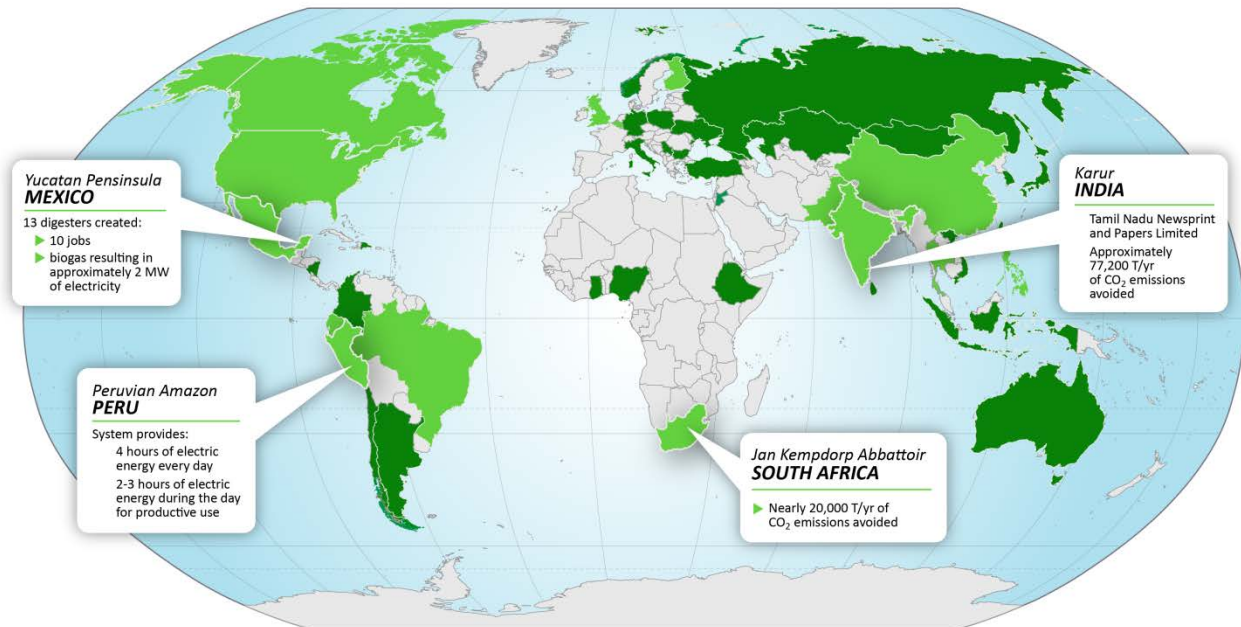 Yucatan Pensinsula
MEXICO
13 digesters created:
10 jobs
biogas resulting in
approximately 2 MW
of electricity
Peruvian Amazon
PERU
System provides:
4 hours of electric
energy every day
2-3 hours of electric
energy during the day
for productive use
Jan Kempdorp Abbattoir
SOUTH AFRICA
Nearly 20,000 T/yr of
CO₂ emissions avoided
Karur
INDIA
Tamil Nadu Newsprint
and Papers Limited
Approximately
77,200 T/yr
of CO₂ emissions
avoided